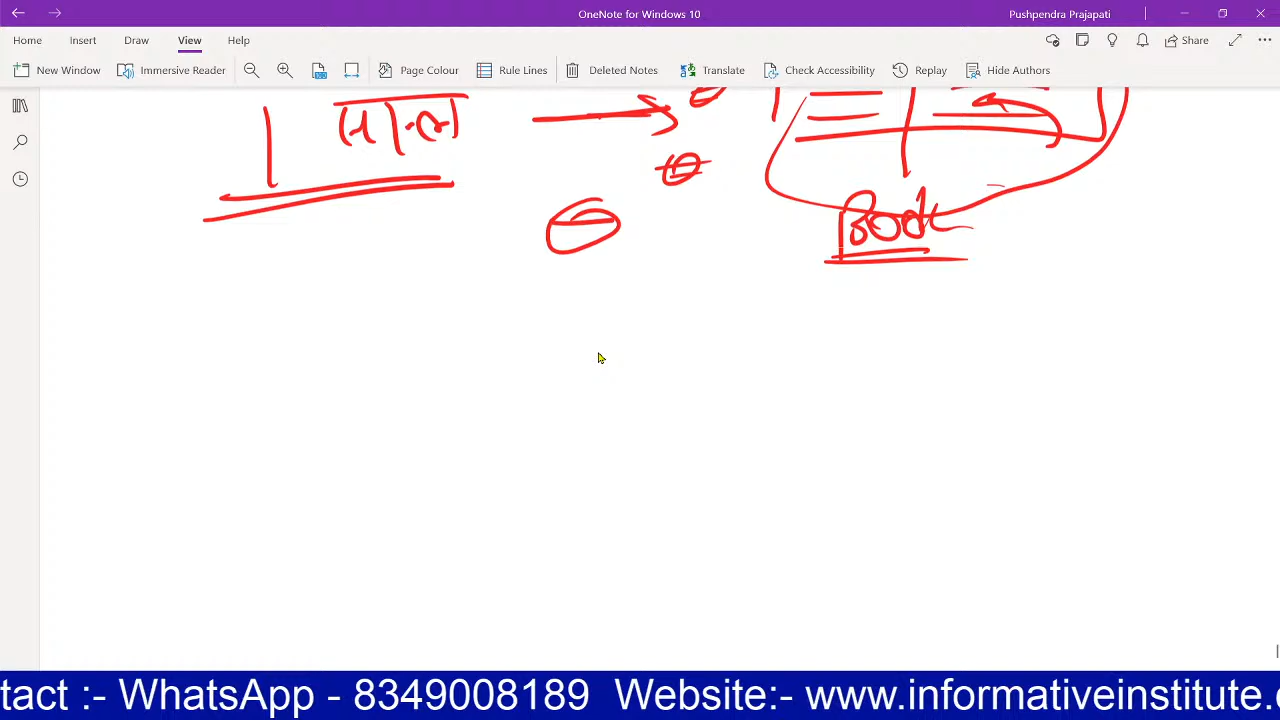 OneNote for Windows 10
Pushpendra Prajapati
Home Insert Draw View Help
Share
New Window Immersive Reader Page Colour Rule Lines Deleted Notes Translate Check Accessibility Replay Hide Authors
tact :- WhatsApp - 8349008189 Website:- www.informativeinstitute.c